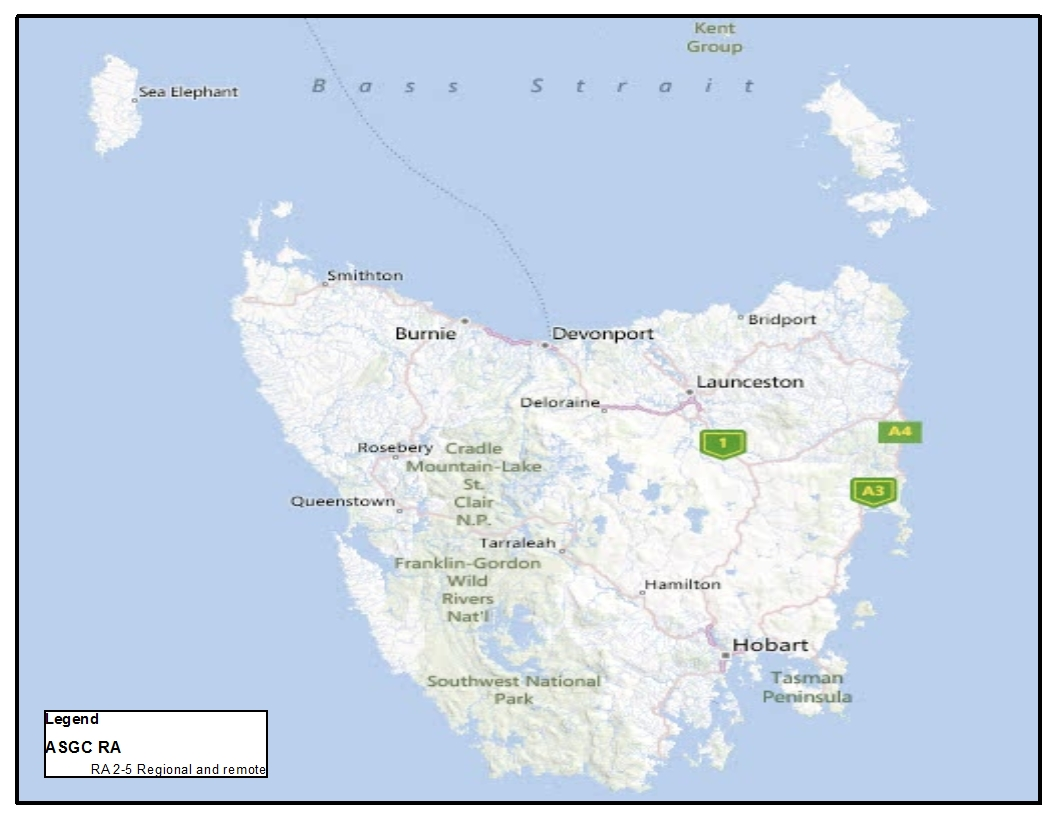 Kent
Group
Sea Elephant
Bass Strait
Smithton
Burnie
Devonport
Bridport
Launceston
Deloraine
A4
1
Rosebery
Cradle
Mountain-Lake
St.
Clair
N.P.
A3
Queenstown
Tarraleah
Franklin-Gordon
Wild
Rivers
Nat'l
Hamilton
Hobart
Tasman
Peninsula
Southwest National
Park
Legend
ASGC RA
RA 2-5 Regional and remote